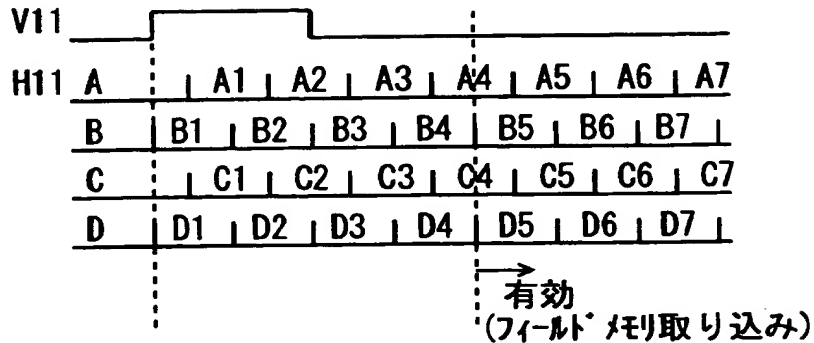 V11
H11 A A1 A2 A3 A4 A5 A6 A7
B B1 B2 B3 B4 B5 B6 B7
C C1 C2 C3 C4 C5 C6 C7
D D1 D2 D3 D4 D5 D6 D7
有効
(フィールド メモリ取り込み)